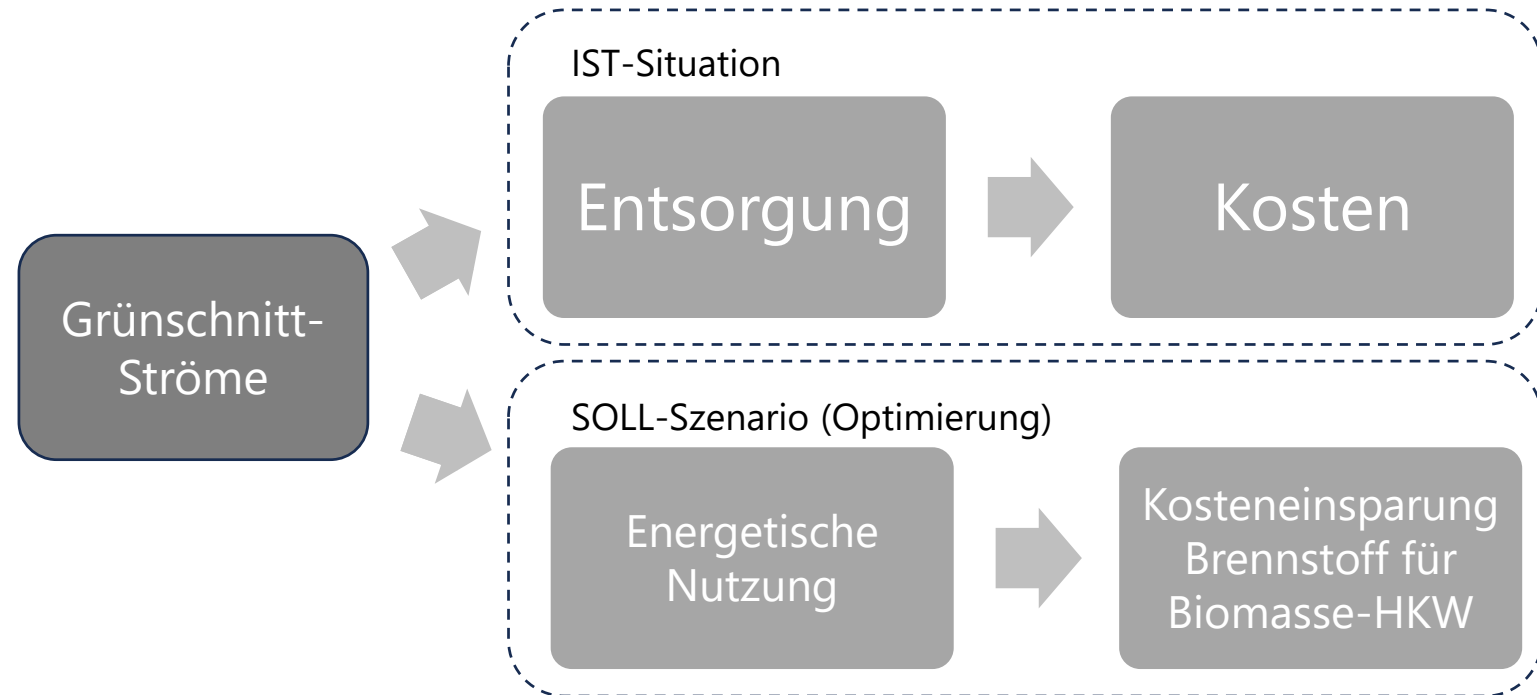 IST-Situation
Entsorgung
Kosten
Grünschnitt-
Ströme
SOLL-Szenario (Optimierung)
Energetische
Nutzung
Kosteneinsparung
Brennstoff für
Biomasse-HKW